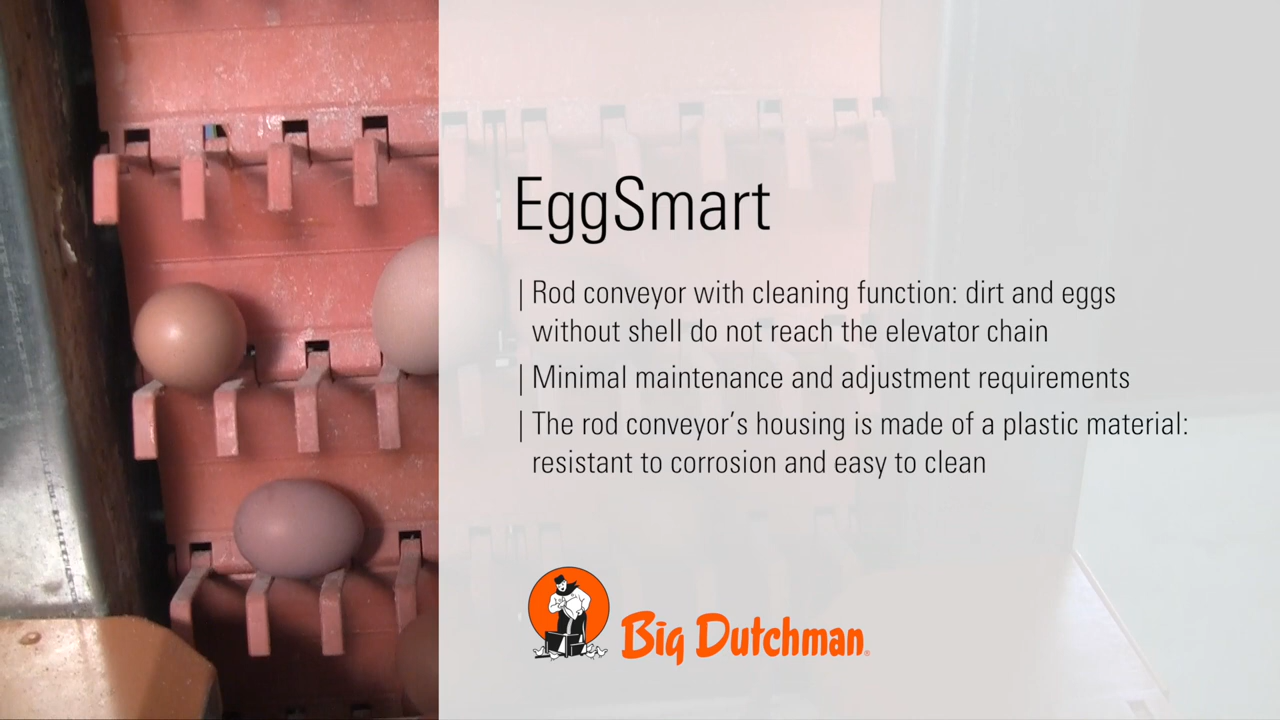 EggSmart
| Rod conveyor with cleaning function: dirt and eggs
without shell do not reach the elevator chain
| Minimal maintenance and adjustment requirements
| The rod conveyor’s housing is made of a plastic material:
resistant to corrosion and easy to clean
Big Dutchman®